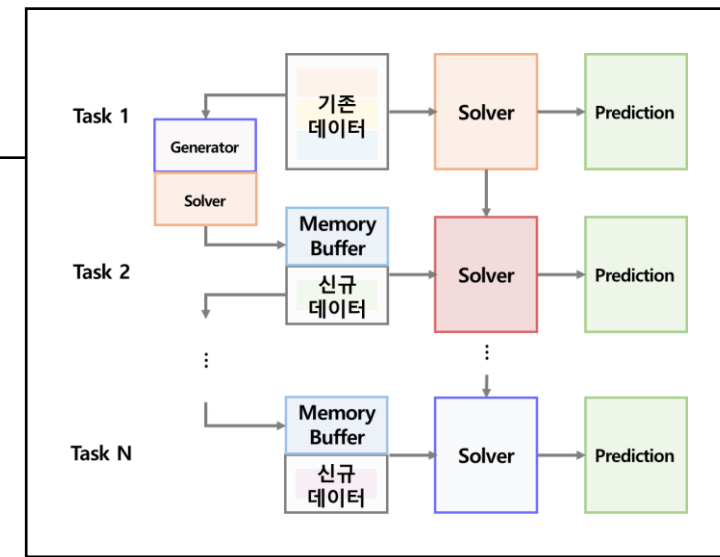 Task 1
Generator
Solver
기존
데이터
Solver
Prediction
Task 2
Memory
Buffer
신규
데이터
Solver
Prediction
...
...
Task N
Memory
Buffer
신규
데이터
Solver
Prediction